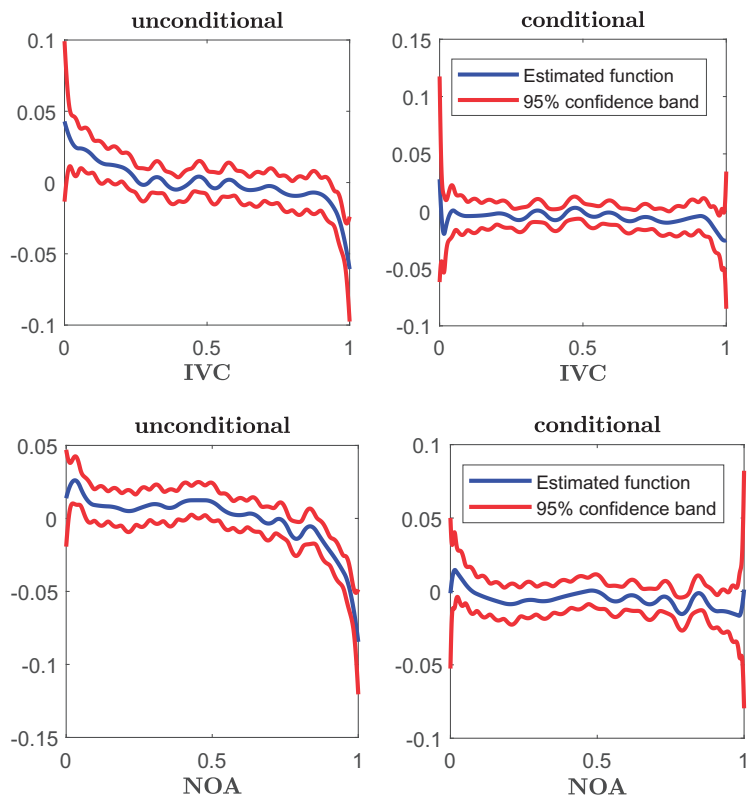 unconditional
0.1
0.05
0
-0.05
-0.1
0
0.5
1
IVC
conditional
0.15
0.1
0.05
0
-0.05
-0.1
Estimated function
95% confidence band
0
0.5
1
IVC
unconditional
0.05
0
-0.05
-0.1
-0.15
0
0.5
1
NOA
conditional
0.1
0.05
0
-0.05
-0.1
Estimated function
95% confidence band
0
0.5
1
NOA